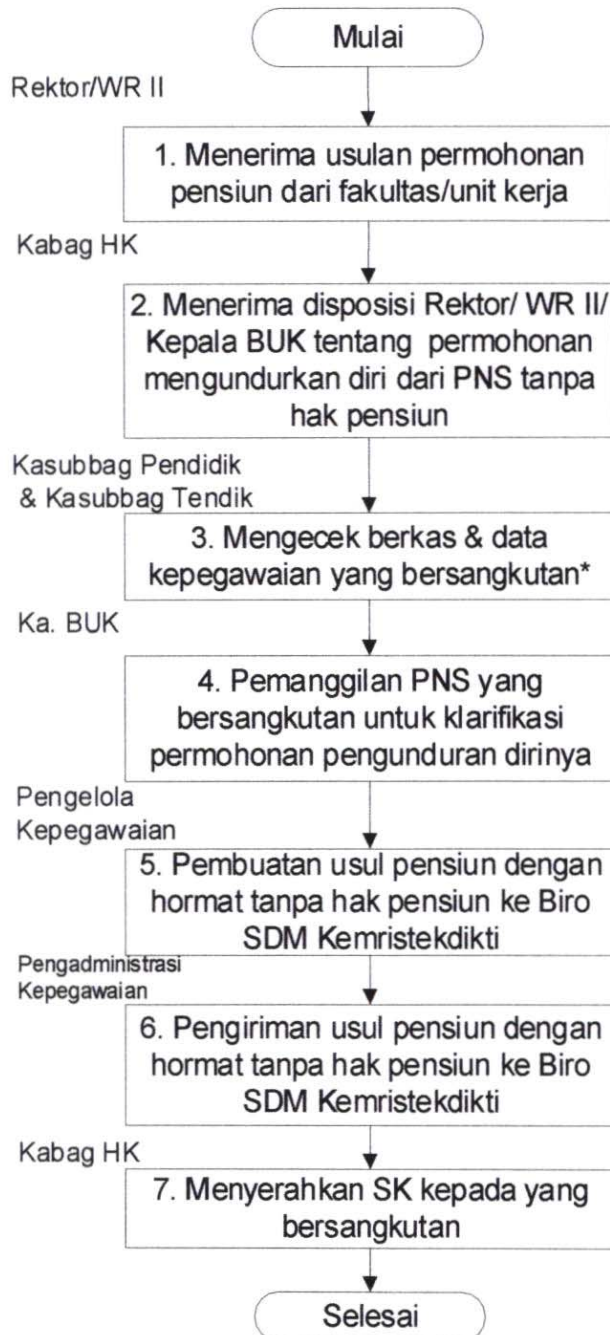 Mulai
Rektor/WR II
1. Menerima usulan permohonan
pensiun dari fakultas/unit kerja
Kabag HK
2. Menerima disposisi Rektor/ WR II/
Kepala BUK tentang permohonan
mengundurkan diri dari PNS tanpa
hak pensiun
Kasubbag Pendidik
& Kasubbag Tendik
3. Mengecek berkas & data
kepegawaian yang bersangkutan*
Ka. BUK
4. Pemanggilan PNS yang
bersangkutan untuk klarifikasi
permohonan pengunduran dirinya
Pengelola
Kepegawaian
5. Pembuatan usul pensiun dengan
hormat tanpa hak pensiun ke Biro
SDM Kemristekdikti
Pengadministrasi
Kepegawaian
6. Pengiriman usul pensiun dengan
hormat tanpa hak pensiun ke Biro
SDM Kemristekdikti
Kabag HK
7. Menyerahkan SK kepada yang
bersangkutan
Selesai